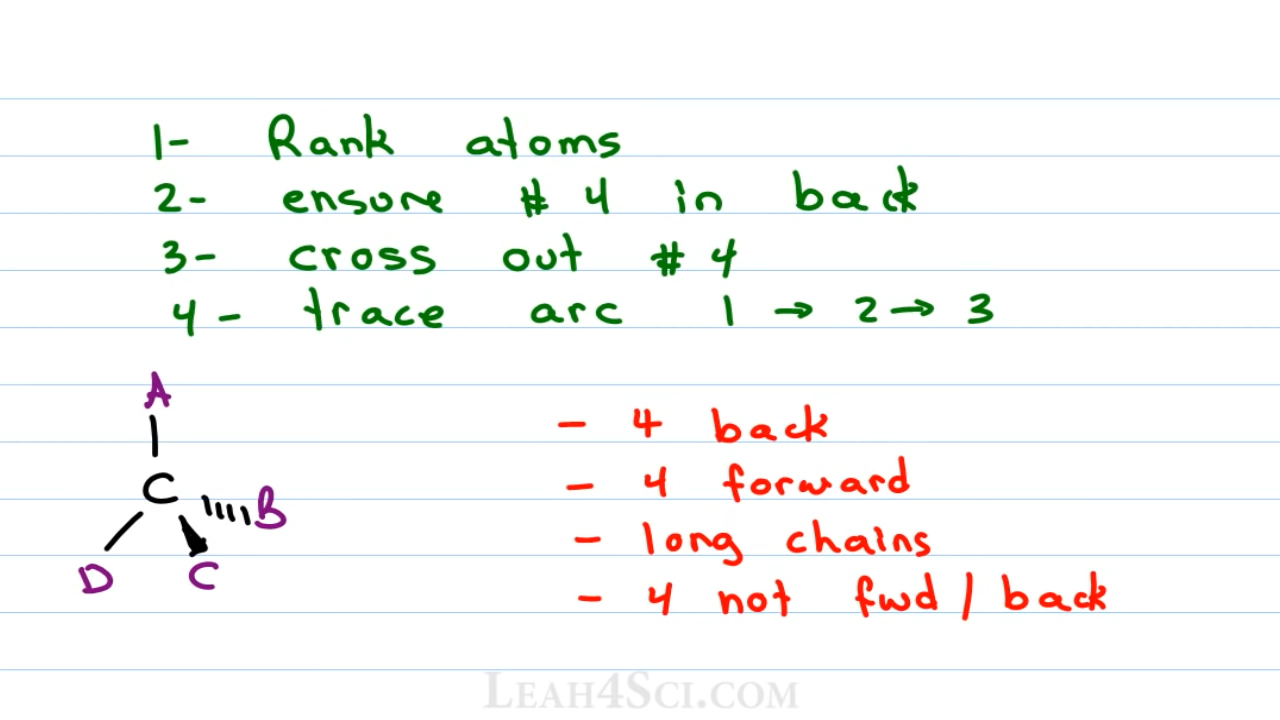 1- Rank atoms
2- ensure # 4 in back
3- cross out # 4
4- trace arc 1 → 2 → 3
A
C
B
D
C
- 4 back
- 4 forward
- long chains
- 4 not fwd / back
LEAH4SCI.COM